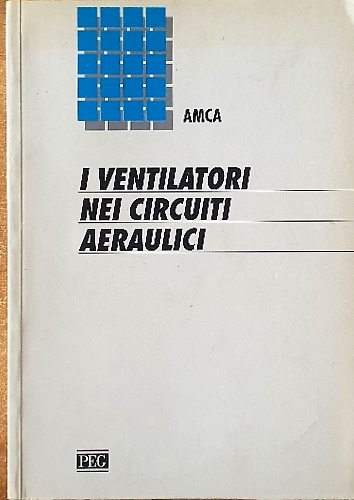 AMCA
I VENTILATORI
NEI CIRCUITI
AERAULICI
PEG